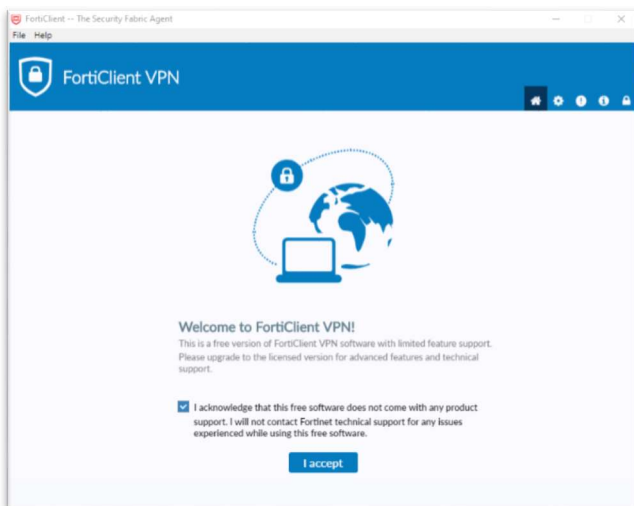 FortiClient -- The Security Fabric Agent
File Help
FortiClient VPN
Welcome to FortiClient VPN!
This is a free version of FortiClient VPN software with limited feature support.
Please upgrade to the licensed version for advanced features and technical
support.
I acknowledge that this free software does not come with any product
support. I will not contact Fortinet technical support for any issues
experienced while using this free software.
I accept